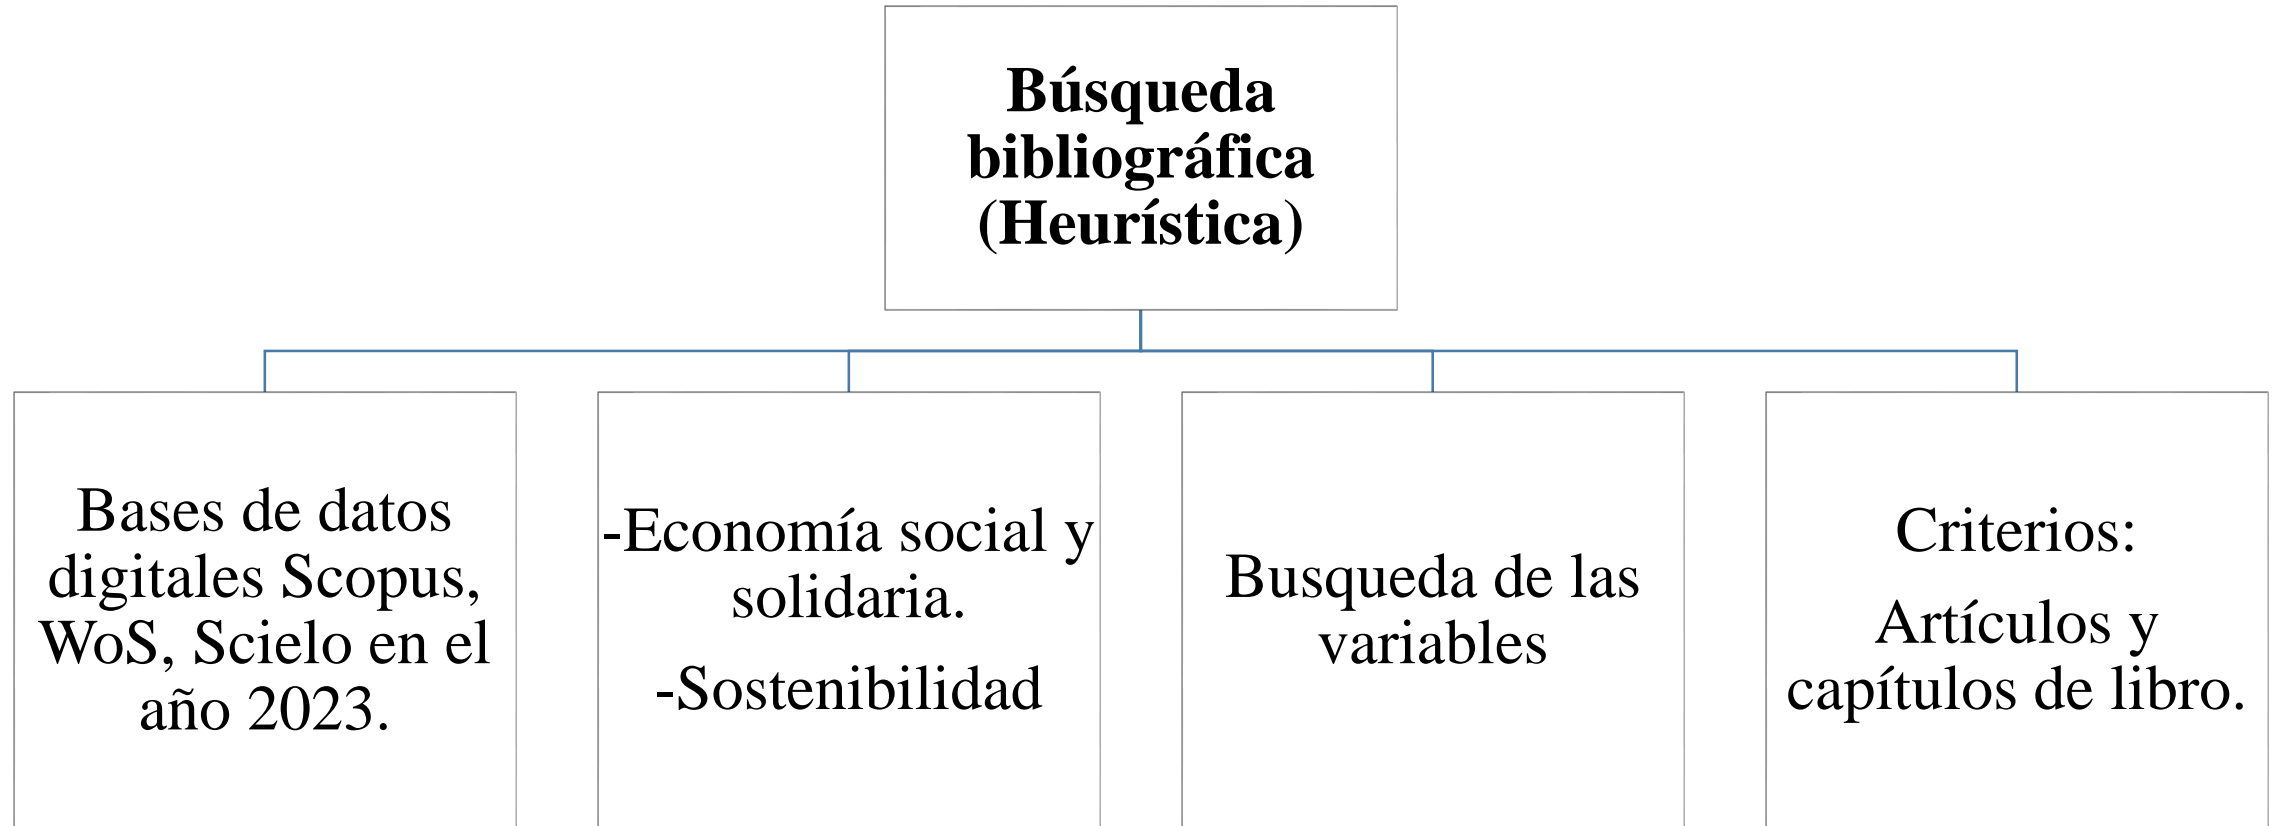 Búsqueda
bibliográfica
(Heurística)
Bases de datos
digitales Scopus,
WoS, Scielo en el
año 2023.
-Economía social y
solidaria.
-Sostenibilidad
Busqueda de las
variables
Criterios:
Artículos y
capítulos de libro.